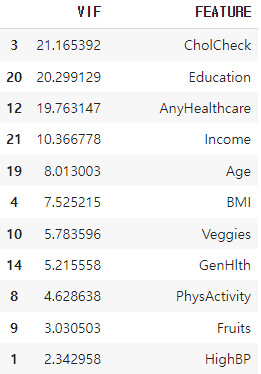 VIF FEATURE
3 21.165392 CholCheck
20 20.299129 Education
12 19.763147 AnyHealthcare
21 10.366778 Income
19 8.013003 Age
4 7.525215 BMI
10 5.783596 Veggies
14 5.215558 GenHlth
8 4.628638 PhysActivity
9 3.030503 Fruits
1 2.342958 HighBP